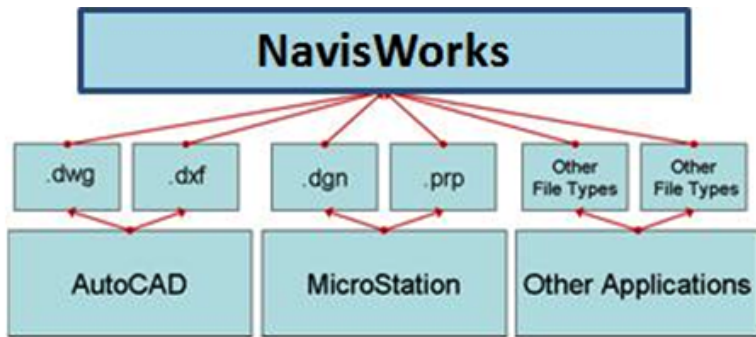 NavisWorks
.dwg
.dxf
.dgn
.prp
Other
File Types
Other
File Types
AutoCAD
MicroStation
Other Applications